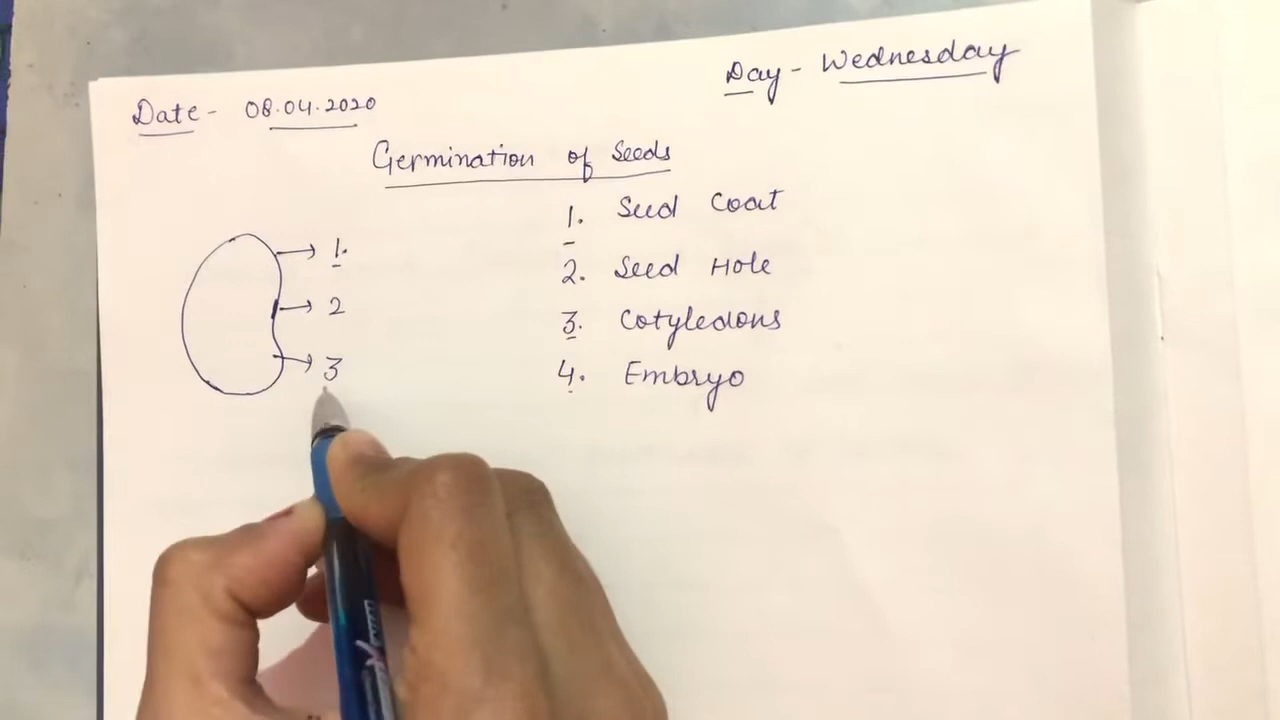 Date - 08.04.2020
Day - Wednesday
Germination of Seeds
1. Seed Coat
2. Seed Hole
3. Cotyledons
4. Embryo
1.
2
3